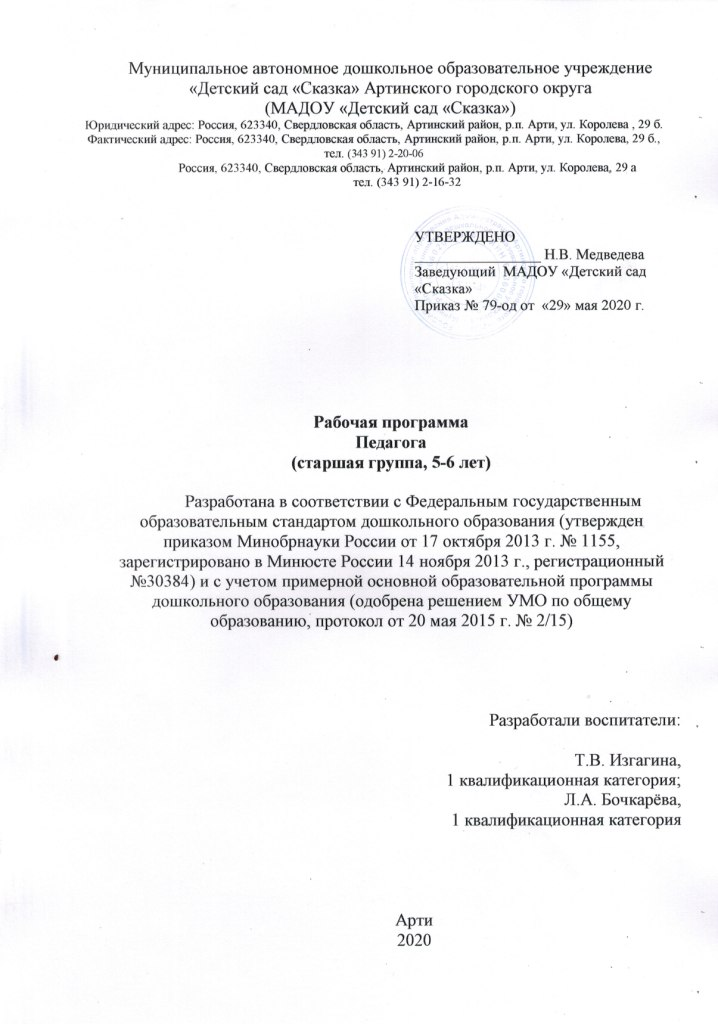 Муниципальное автономное дошкольное образовательное учреждение
«Детский сад «Сказка» Артинского городского округа
(МАДОУ «Детский сад «Сказка»)
Юридический адрес: Россия, 623340, Свердловская область, Артинский район, р.п. Арти, ул. Королева , 29 б.
Фактический адрес: Россия, 623340, Свердловская область, Артинский район, р.п. Арти, ул. Королева, 29 б.,
тел. (343 91) 2-20-06
Россия, 623340, Свердловская область, Артинский район, р.п. Арти, ул. Королева, 29 а
тел. (343 91) 2-16-32
УТВЕРЖДЕНО
________________ Н.В. Медведева
Заведующий МАДОУ «Детский сад
«Сказка»
Приказ № 79-од от «29» мая 2020 г.
Рабочая программа
Педагога
(старшая группа, 5-6 лет)
Разработана в соответствии с Федеральным государственным
образовательным стандартом дошкольного образования (утвержден
приказом Минобрнауки России от 17 октября 2013 г. № 1155,
зарегистрировано в Минюсте России 14 ноября 2013 г., регистрационный
№30384) и с учетом примерной основной образовательной программы
дошкольного образования (одобрена решением УМО по общему
образованию, протокол от 20 мая 2015 г. № 2/15)
Разработали воспитатели:
Т.В. Изгагина,
1 квалификационная категория;
Л.А. Бочкарёва,
1 квалификационная категория
Арти
2020